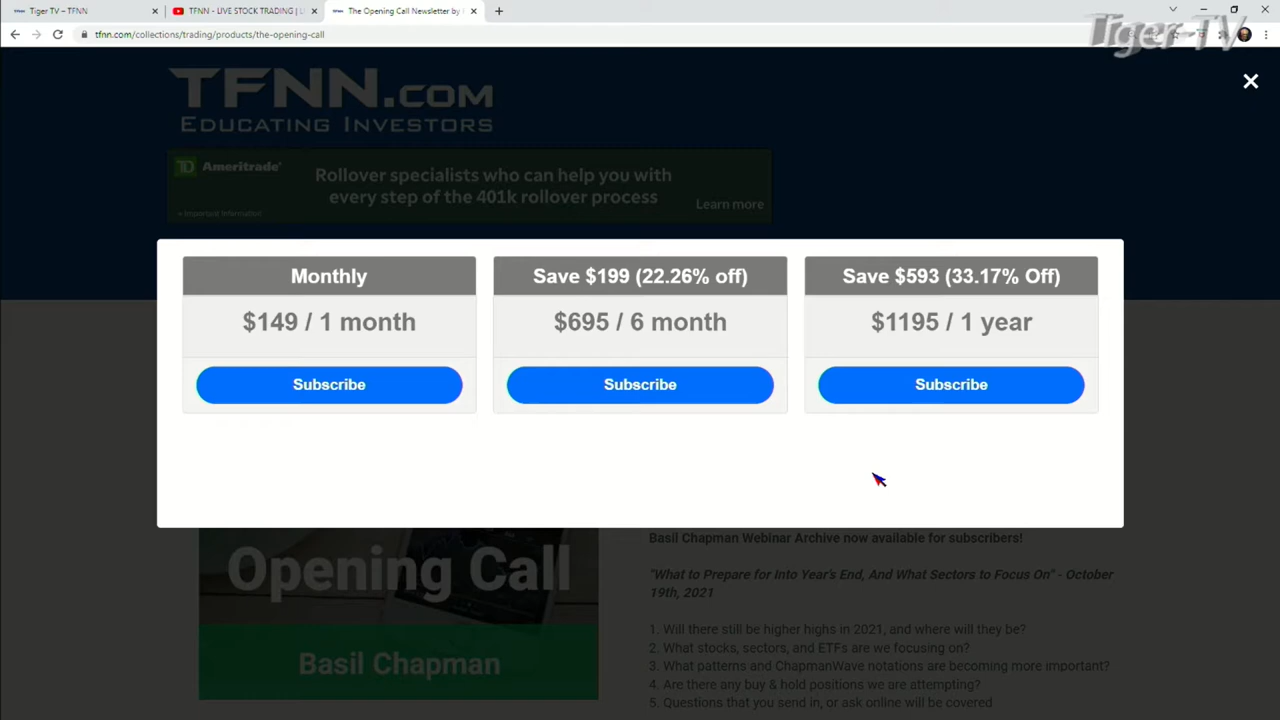 Tiger TV – TFNN
TFNN - LIVE STOCK TRADING | L
The Opening Call Newsletter by
tfnn.com/collections/trading/products/the-opening-call
Tiger TV
TFNN.com
Educating Investors
TD Ameritrade
Rollover specialists who can help you with
every step of the 401k rollover process
Learn more
+ Important Information
Monthly
$149 / 1 month
Subscribe
Save $199 (22.26% off)
$695 / 6 month
Subscribe
Save $593 (33.17% Off)
$1195 / 1 year
Subscribe
Opening Call
Basil Chapman
Basil Chapman Webinar Archive now available for subscribers!
"What to Prepare for Into Year's End, And What Sectors to Focus On" - October
19th, 2021
1. Will there still be higher highs in 2021, and where will they be?
2. What stocks, sectors, and ETFs are we focusing on?
3. What patterns and ChapmanWave notations are becoming more important?
4. Are there any buy & hold positions we are attempting?
5. Questions that you send in, or ask online will be covered